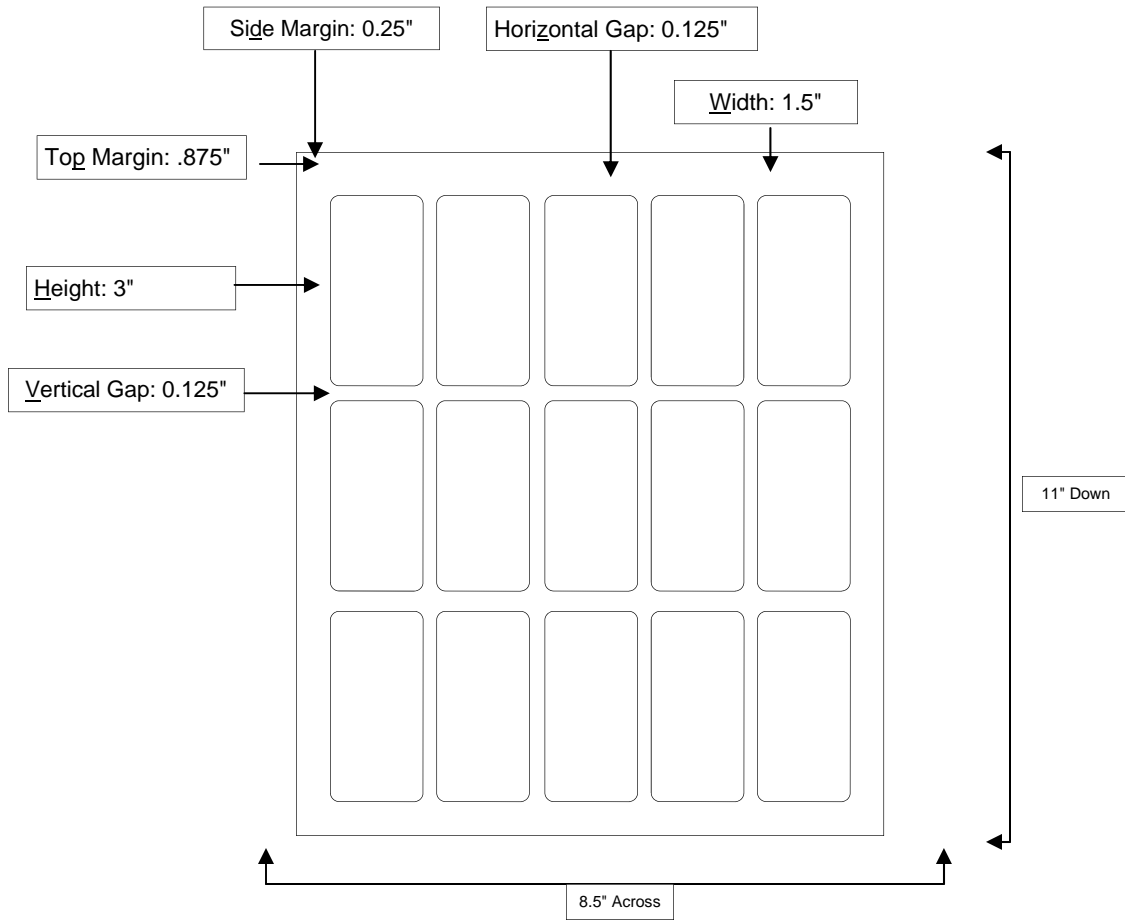 Side Margin: 0.25"
Horizontal Gap: 0.125"
Width: 1.5"
Top Margin: .875"
Height: 3"
Vertical Gap: 0.125"
11" Down
8.5" Across